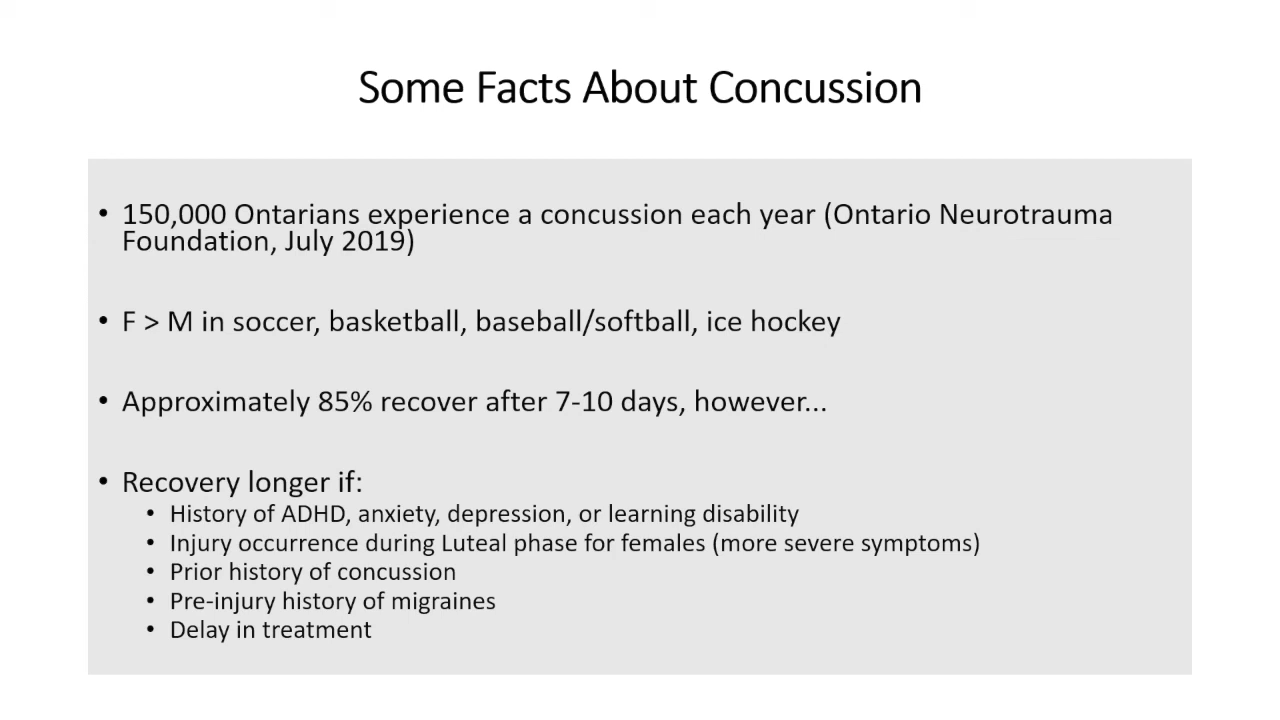 Some Facts About Concussion
• 150,000 Ontarians experience a concussion each year (Ontario Neurotrauma
Foundation, July 2019)
• F > M in soccer, basketball, baseball/softball, ice hockey
• Approximately 85% recover after 7-10 days, however...
• Recovery longer if:
• History of ADHD, anxiety, depression, or learning disability
• Injury occurrence during Luteal phase for females (more severe symptoms)
• Prior history of concussion
• Pre-injury history of migraines
• Delay in treatment